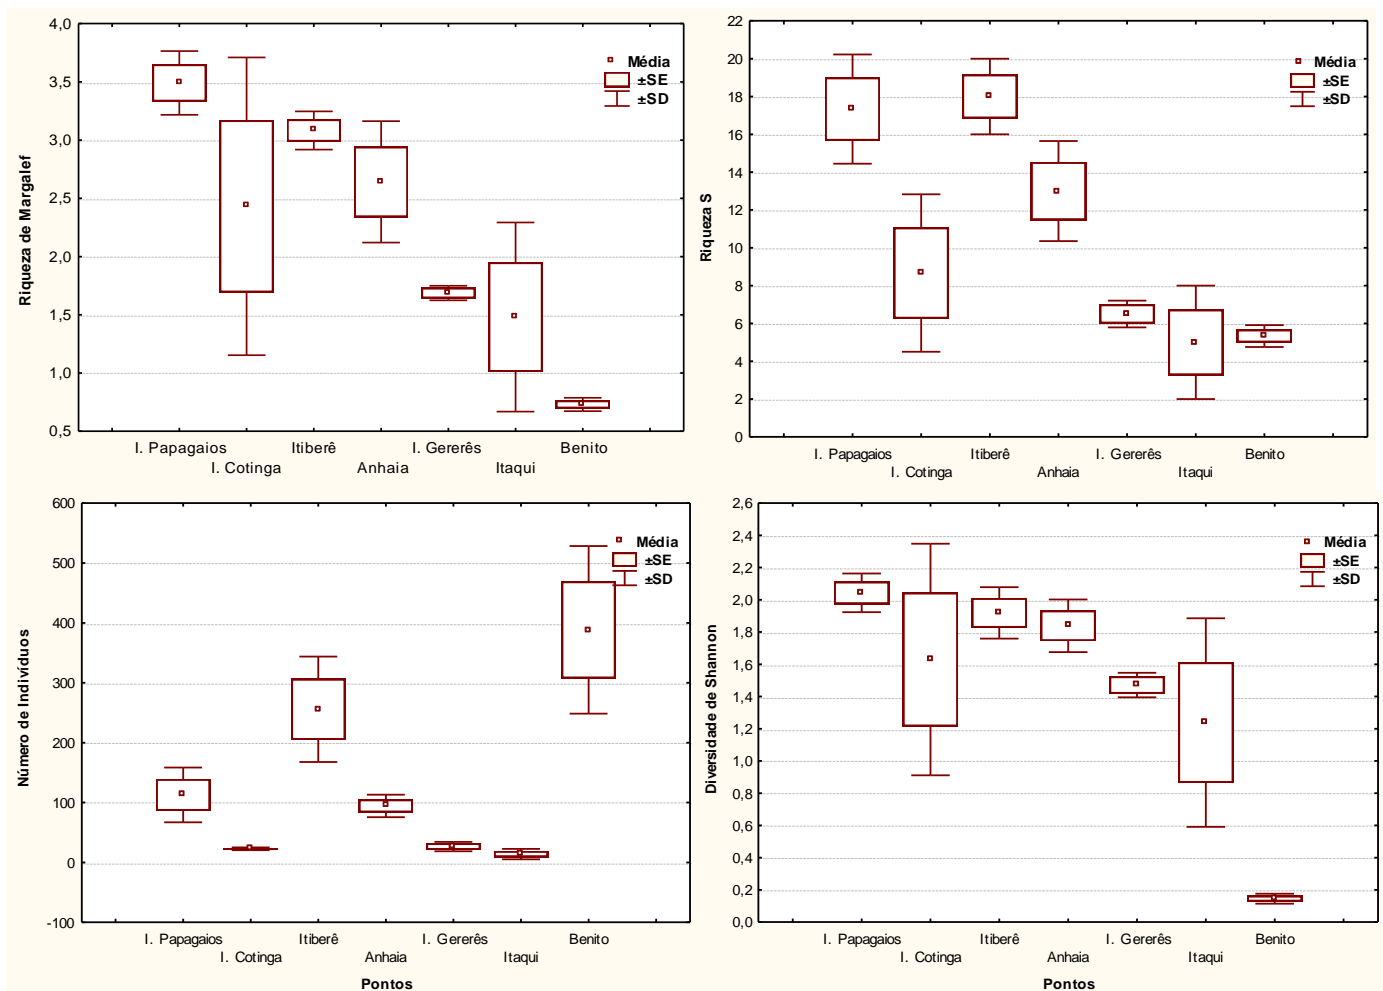 Riqueza de Margalef
4,0
3,5
3,0
2,5
2,0
1,5
1,0
0,5
Média
±SE
±SD
I. Papagaios
I. Cotinga
Itiberê
Anhaia
I. Gererês
Itaqui
Benito
Riqueza S
22
20
18
16
14
12
10
8
6
4
2
0
Média
±SE
±SD
I. Papagaios
I. Cotinga
Itiberê
Anhaia
I. Gererês
Itaqui
Benito
Número de Indivíduos
600
500
400
300
200
100
0
-100
Média
±SE
±SD
I. Papagaios
I. Cotinga
Itiberê
Anhaia
I. Gererês
Itaqui
Benito
Pontos
Diversidade de Shannon
2,6
2,4
2,2
2,0
1,8
1,6
1,4
1,2
1,0
0,8
0,6
0,4
0,2
0,0
Média
±SE
±SD
I. Papagaios
I. Cotinga
Itiberê
Anhaia
I. Gererês
Itaqui
Benito
Pontos